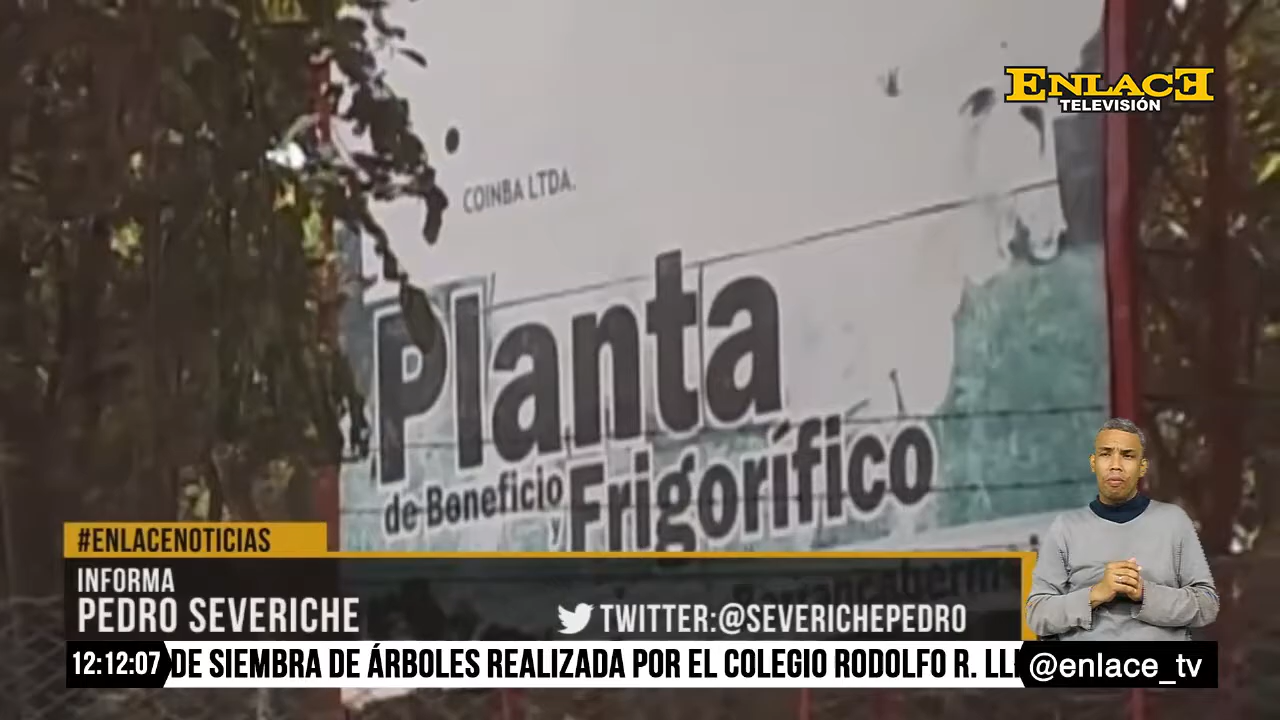 ENLACE
TELEVISIÓN
COINBA LTDA.
Planta
de Beneficio
y Frigorífico
#ENLACENOTICIAS
INFORMA
PEDRO SEVERICHE
TWITTER:@SEVERICHEPEDRO
12:12:07
DE SIEMBRA DE ÁRBOLES REALIZADA POR EL COLEGIO RODOLFO R. LL
@enlace_tv